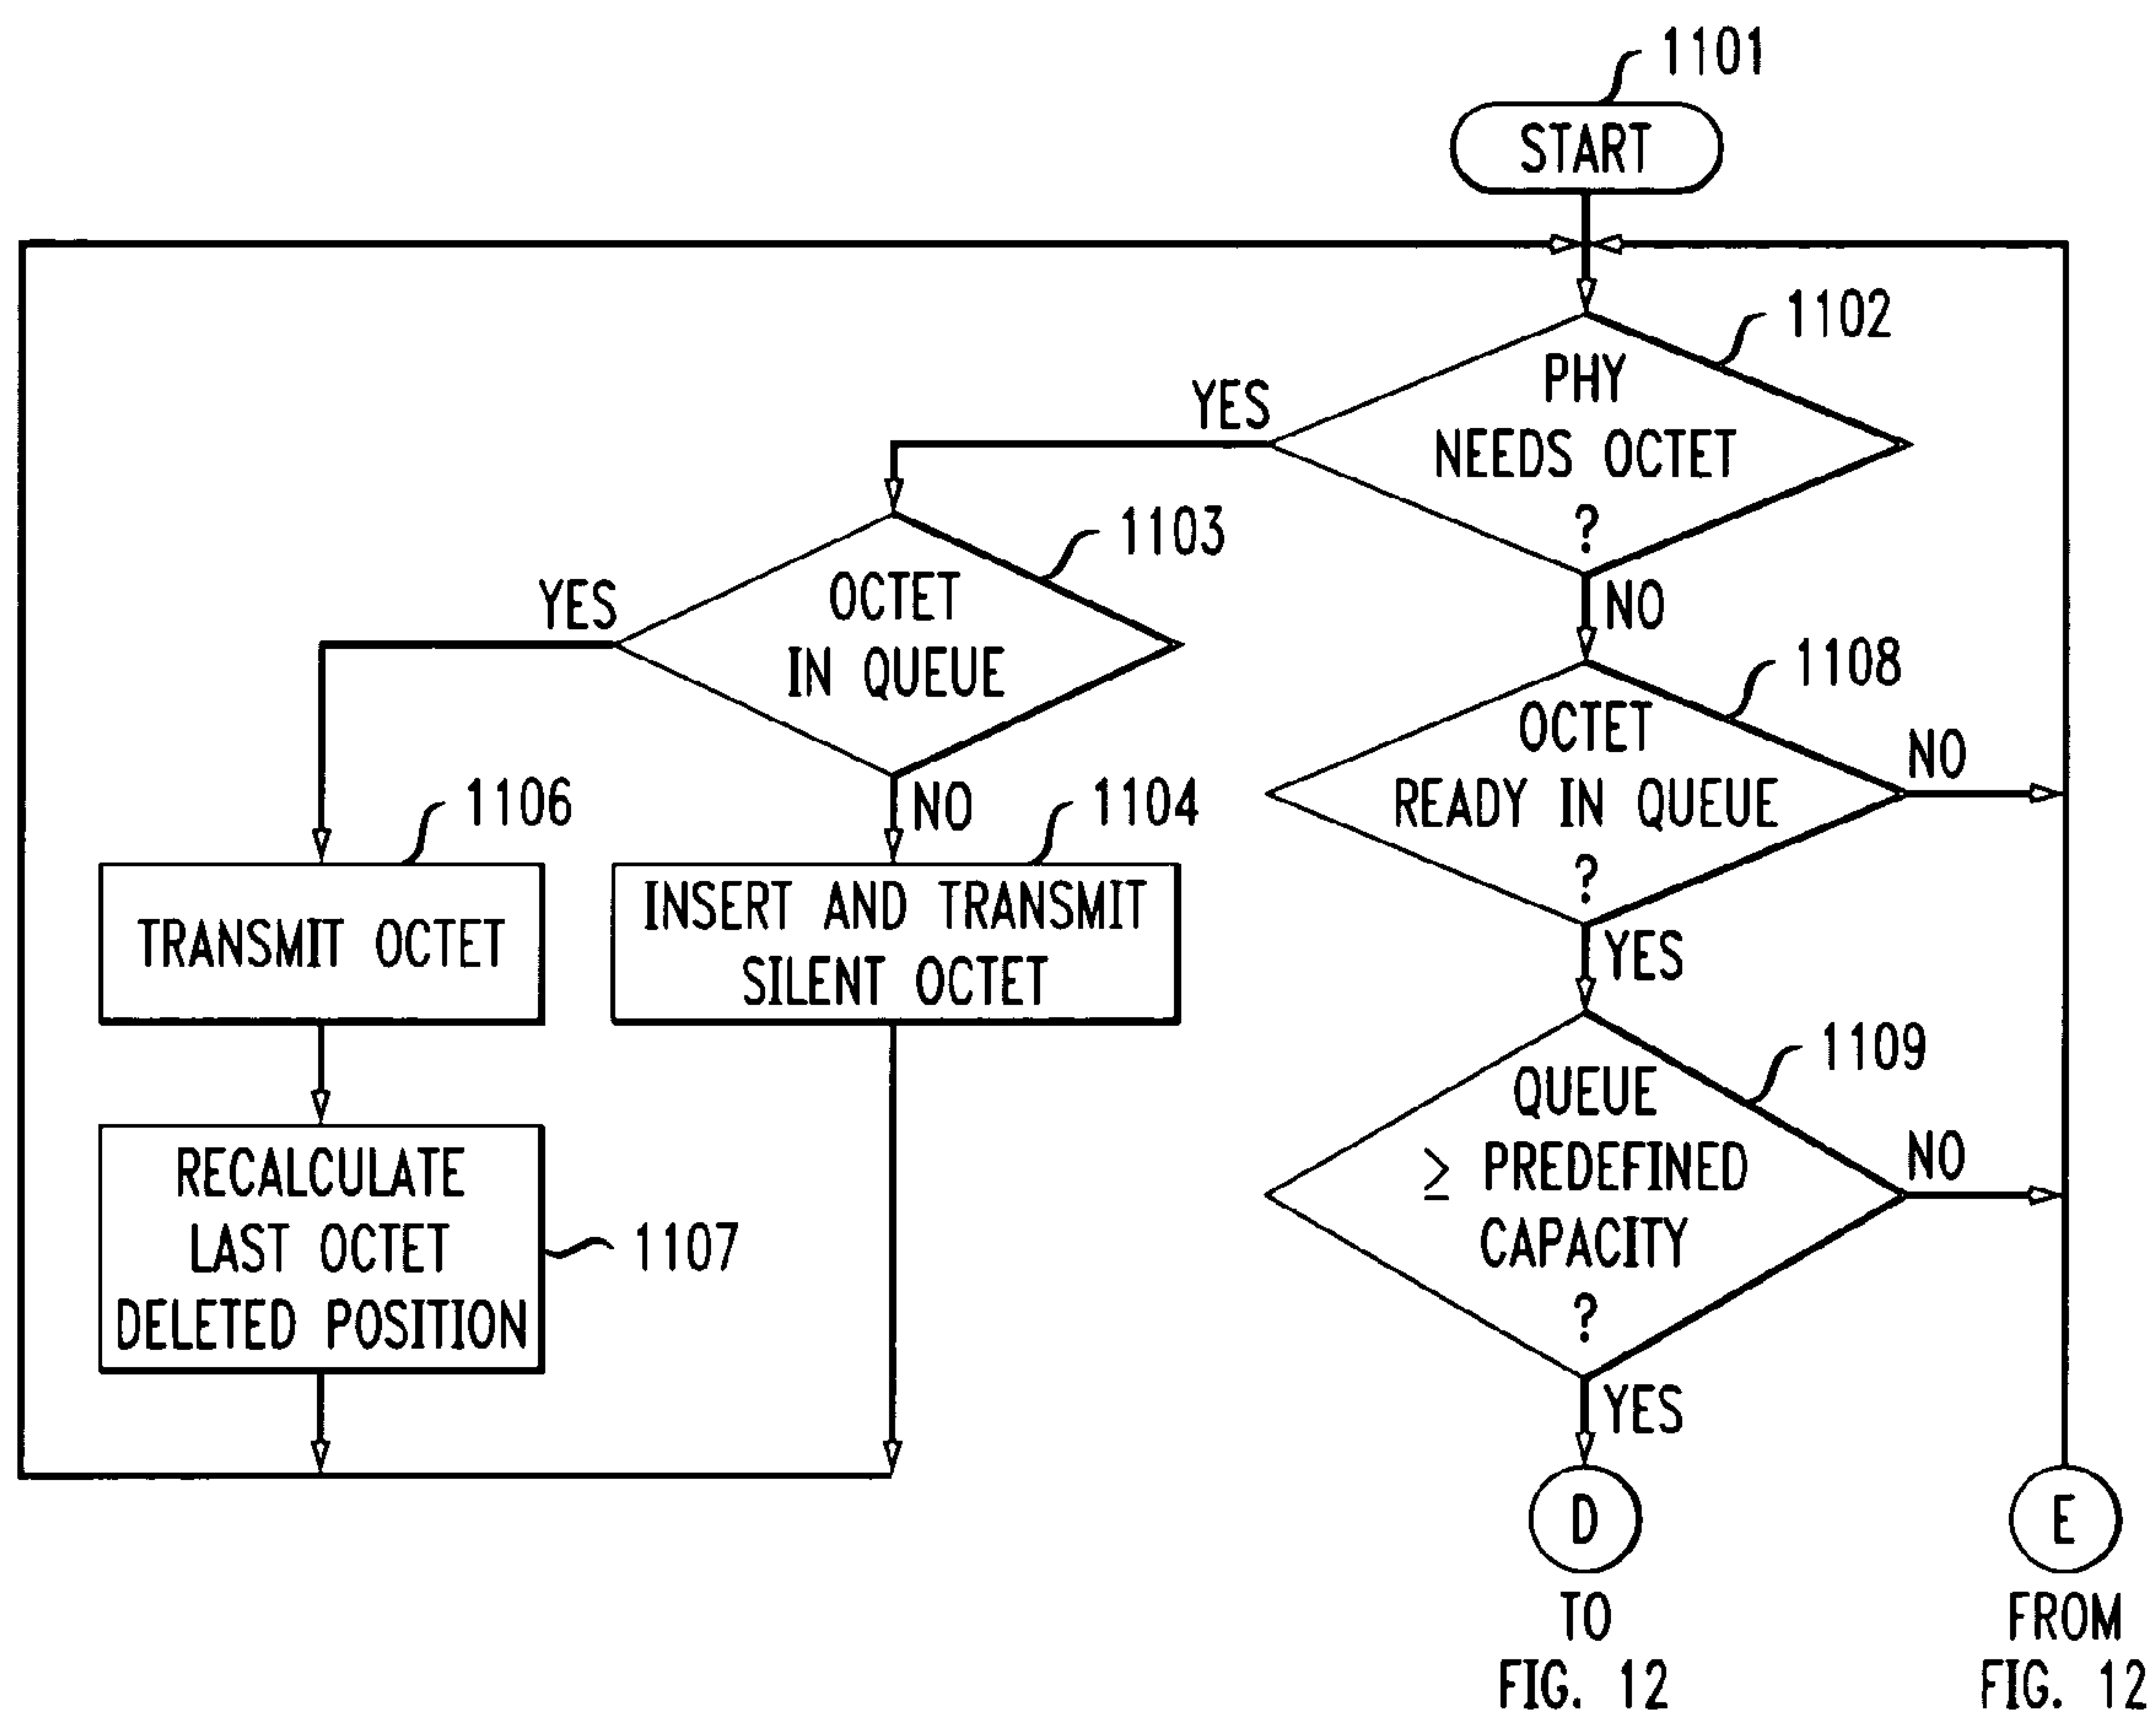 1101
START
1102
PHY
NEEDS OCTET
?
YES
NO
1103
OCTET
IN QUEUE
YES
NO
1108
OCTET
READY IN QUEUE
?
NO
YES
1106
TRANSMIT OCTET
1104
INSERT AND TRANSMIT
SILENT OCTET
1109
QUEUE
≥ PREDEFINED
CAPACITY
?
NO
YES
RECALCULATE
LAST OCTET
DELETED POSITION
1107
D
TO
FIG. 12
E
FROM
FIG. 12